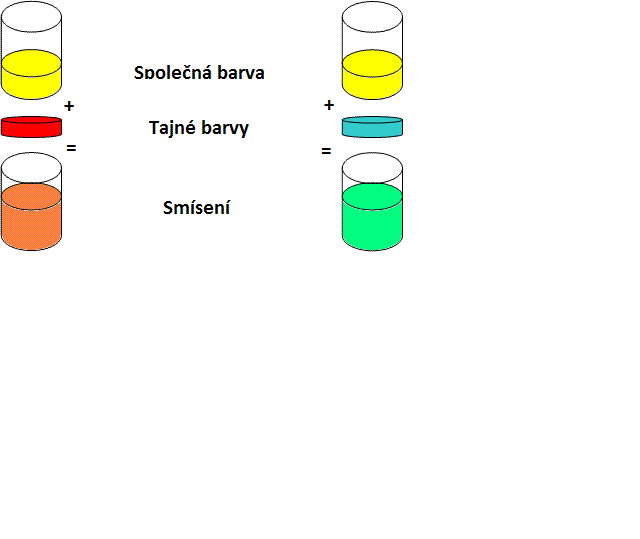 Společná barva
+ +
Tajné barvy
= =
Smísení